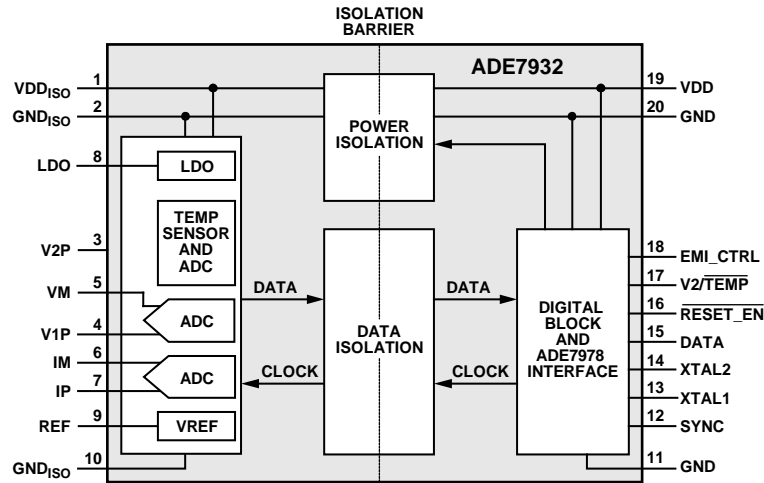 ISOLATION
BARRIER
ADE7932
VDDISO
1
GNDISO
2
LDO
8
V2P
3
VM
5
V1P
4
IM
6
IP
7
REF
9
GNDISO
10
LDO
TEMP
SENSOR
AND
ADC
ADC
ADC
VREF
DATA
CLOCK
POWER
ISOLATION
DATA
ISOLATION
DATA
CLOCK
DIGITAL
BLOCK
AND
ADE7978
INTERFACE
19
VDD
20
GND
18
EMI_CTRL
17
V2/TEMP
16
RESET_EN
15
DATA
14
XTAL2
13
XTAL1
12
SYNC
11
GND